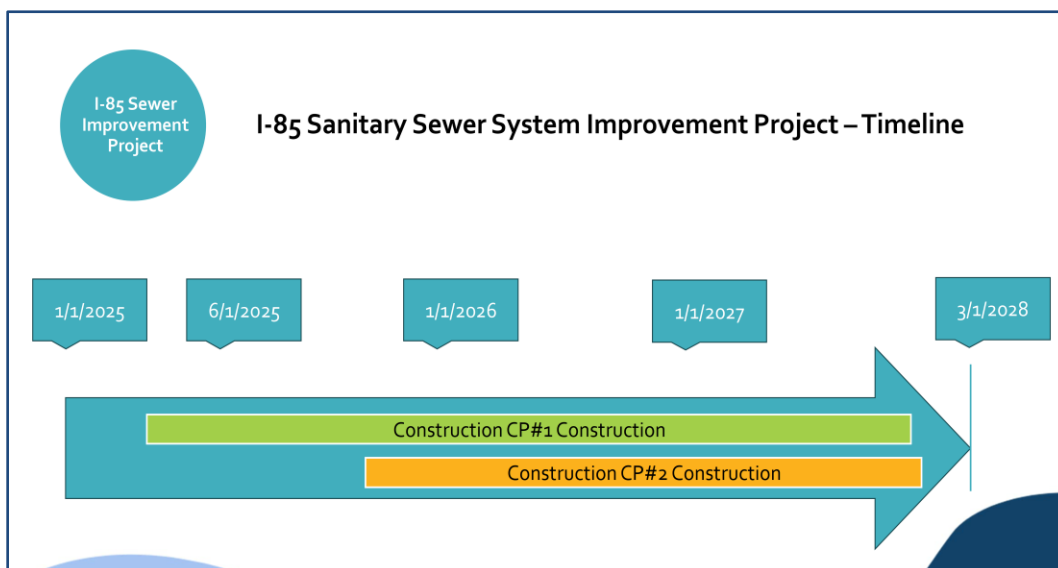 I-85 Sewer
Improvement
Project
I-85 Sanitary Sewer System Improvement Project – Timeline
1/1/2025
6/1/2025
1/1/2026
1/1/2027
3/1/2028
Construction CP#1 Construction
Construction CP#2 Construction